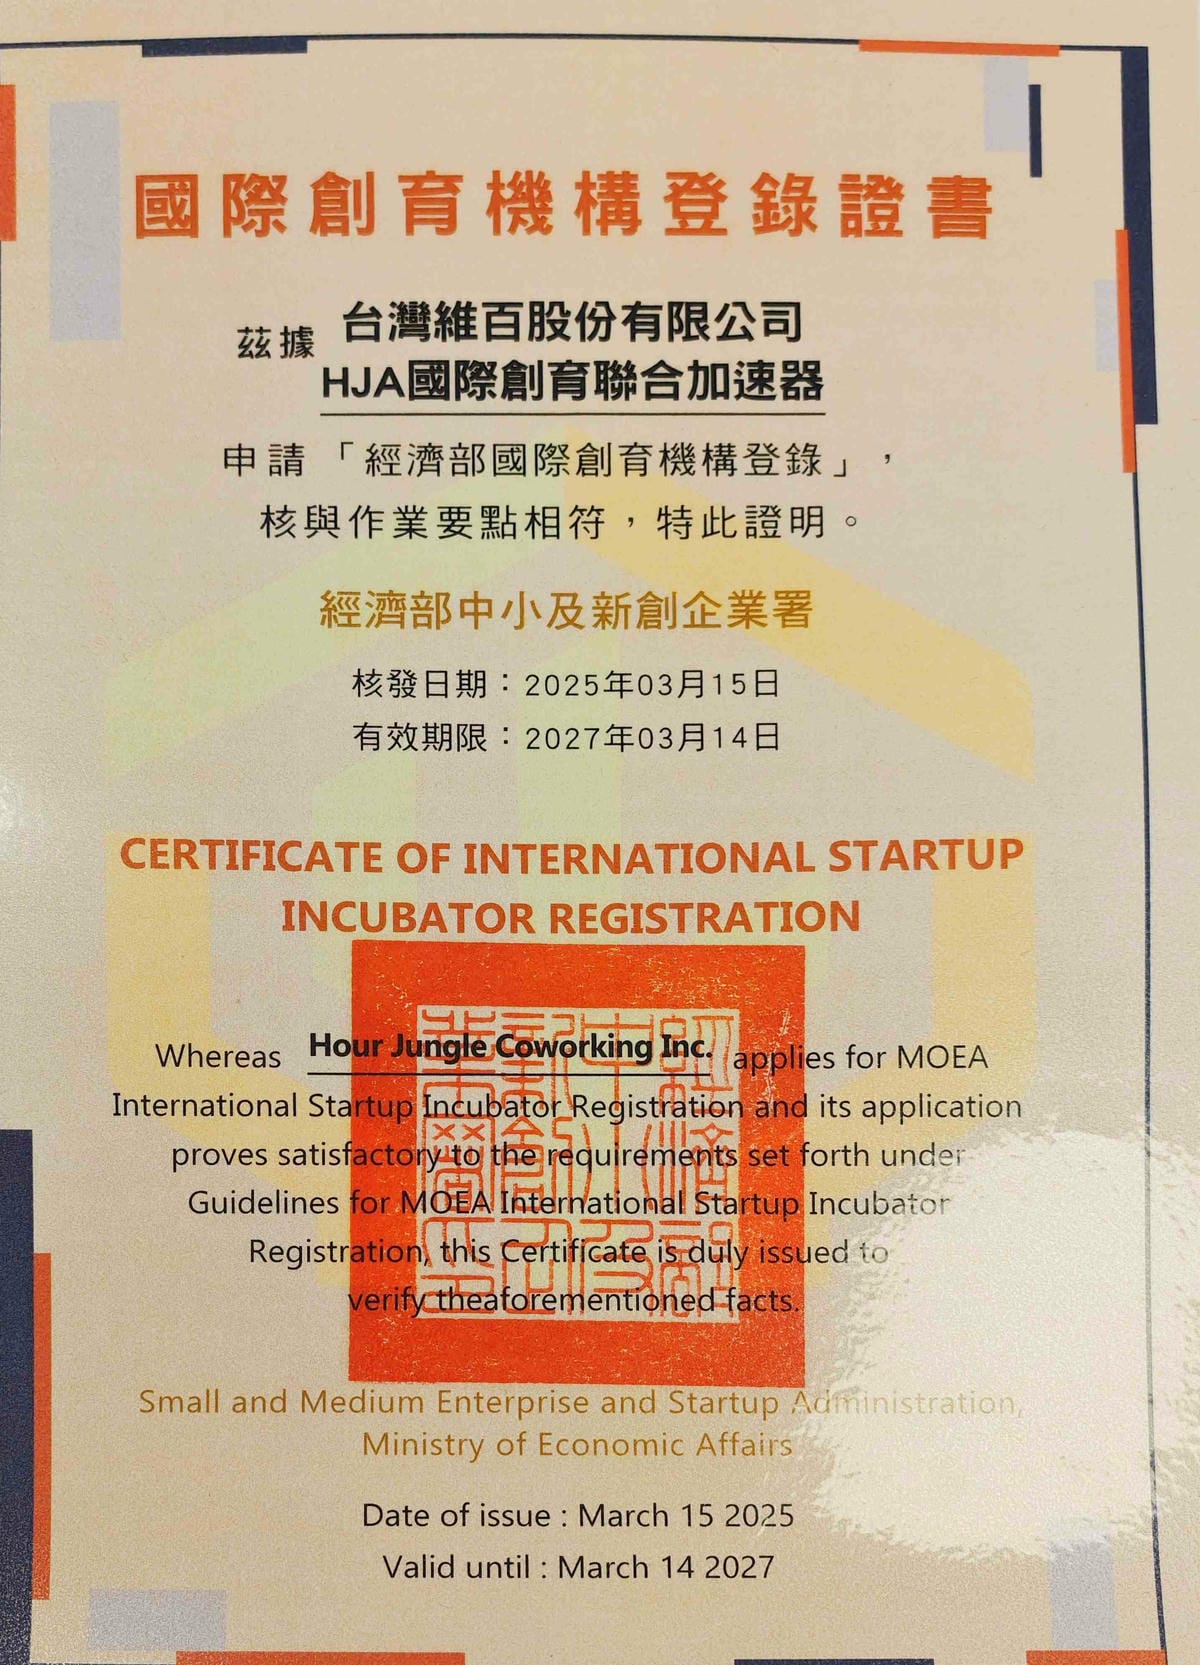 國際創育機構登錄證書
茲據 台灣維百股份有限公司
HJA國際創育聯合加速器
申請「經濟部國際創育機構登錄」，
核與作業要點相符，特此證明。
經濟部中小及新創企業署
核發日期：2025年03月15日
有效期限：2027年03月14日
CERTIFICATE OF INTERNATIONAL STARTUP
INCUBATOR REGISTRATION
Whereas Hour Jungle Coworking Inc. applies for MOEA
International Startup Incubator Registration and its application
proves satisfactory to the requirements set forth under
Guidelines for MOEA International Startup Incubator
Registration, this Certificate is duly issued to
verify theaforementioned facts.
Small and Medium Enterprise and Startup Administration,
Ministry of Economic Affairs
Date of issue : March 15 2025
Valid until : March 14 2027